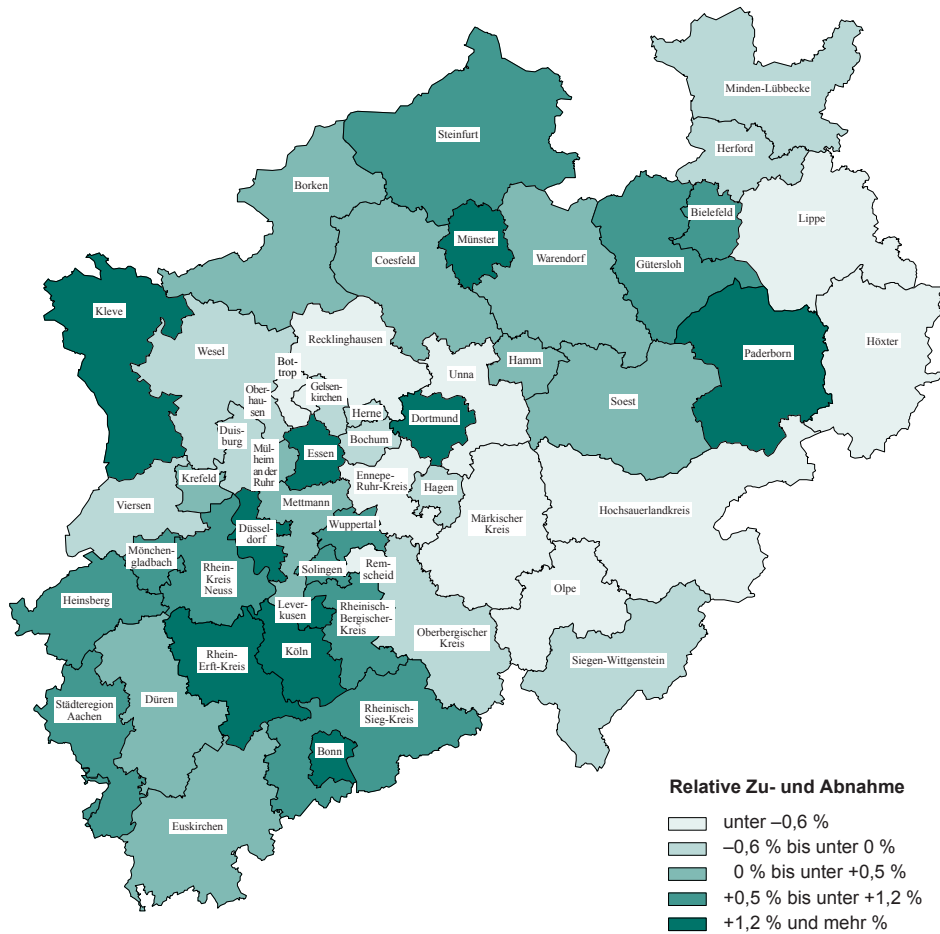 Minden-Lübbecke
Steinfurt
Herford
Borken
Bielefeld
Lippe
Münster
Coesfeld
Warendorf
Gütersloh
Kleve
Recklinghausen
Höxter
Wesel
Paderborn
Bot-
trop
Unna
Hamm
Ober-
hausen
Gelsen-
kirchen
Soest
Herne
Dortmund
Duis-
burg
Bochum
Essen
Mül-
heim
an der
Ruhr
Krefeld
Ennepe-
Ruhr-Kreis
Hagen
Viersen
Mettmann
Märkischer
Kreis
Hochsauerlandkreis
Düssel-
dorf
Wuppertal
Mönchen-
gladbach
Rhein-
Kreis
Neuss
Solingen
Rem-
scheid
Olpe
Heinsberg
Lever-
kusen
Rheinisch-
Bergischer-
Kreis
Oberbergischer
Kreis
Rhein-
Erft-Kreis
Köln
Siegen-Wittgenstein
Städteregion
Aachen
Düren
Rheinisch-
Sieg-Kreis
Bonn
Euskirchen
Relative Zu- und Abnahme
unter –0,6 %
–0,6 % bis unter 0 %
0 % bis unter +0,5 %
+0,5 % bis unter +1,2 %
+1,2 % und mehr %